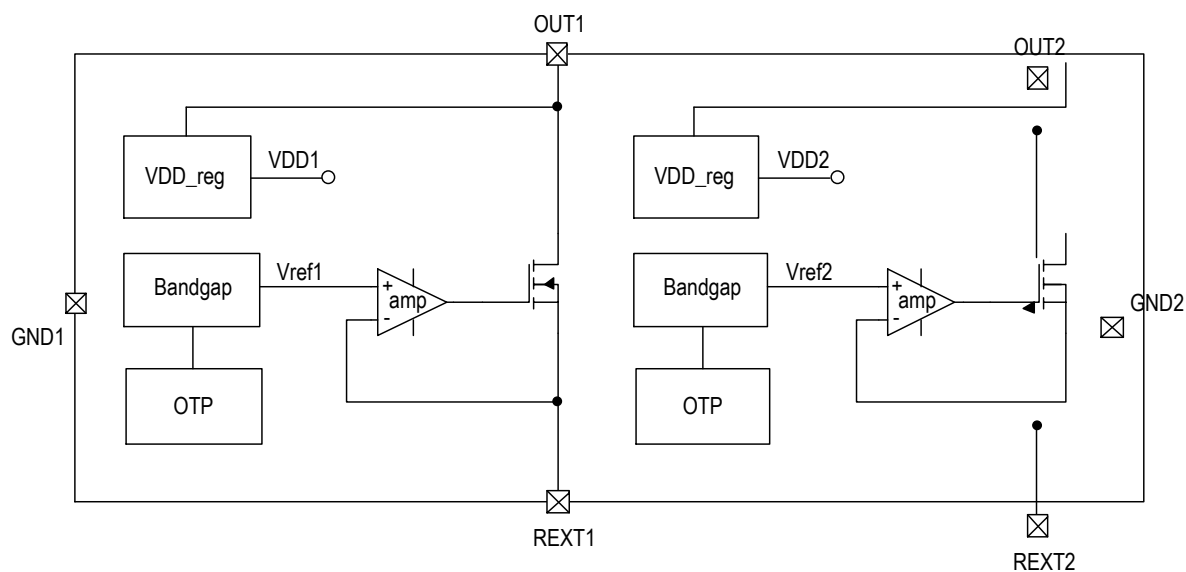 OUT1
OUT2
VDD_reg
VDD1
VDD_reg
VDD2
Bandgap
Vref1
+
amp
-
Bandgap
Vref2
+
amp
-
GND1
GND2
OTP
OTP
REXT1
REXT2